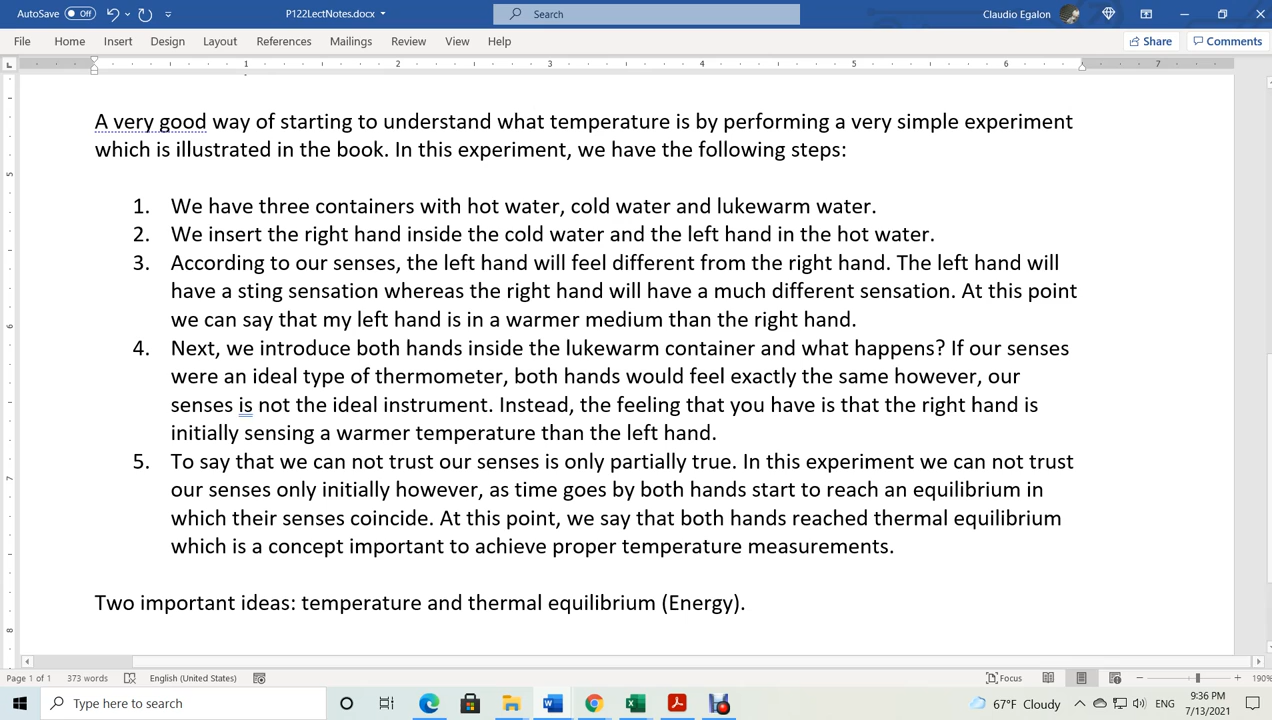 AutoSave Off P122LectNotes.docx Search Claudio Egalon
File Home Insert Design Layout References Mailings Review View Help Share Comments
1 2 3 4 5 6 7
A very good way of starting to understand what temperature is by performing a very simple experiment
which is illustrated in the book. In this experiment, we have the following steps:
1. We have three containers with hot water, cold water and lukewarm water.
2. We insert the right hand inside the cold water and the left hand in the hot water.
3. According to our senses, the left hand will feel different from the right hand. The left hand will
have a sting sensation whereas the right hand will have a much different sensation. At this point
we can say that my left hand is in a warmer medium than the right hand.
4. Next, we introduce both hands inside the lukewarm container and what happens? If our senses
were an ideal type of thermometer, both hands would feel exactly the same however, our
senses is not the ideal instrument. Instead, the feeling that you have is that the right hand is
initially sensing a warmer temperature than the left hand.
5. To say that we can not trust our senses is only partially true. In this experiment we can not trust
our senses only initially however, as time goes by both hands start to reach an equilibrium in
which their senses coincide. At this point, we say that both hands reached thermal equilibrium
which is a concept important to achieve proper temperature measurements.
Two important ideas: temperature and thermal equilibrium (Energy).
5
6
7
8
Page 1 of 1 373 words English (United States) Focus 190%
Type here to search 67°F Cloudy ENG 9:36 PM
7/13/2021